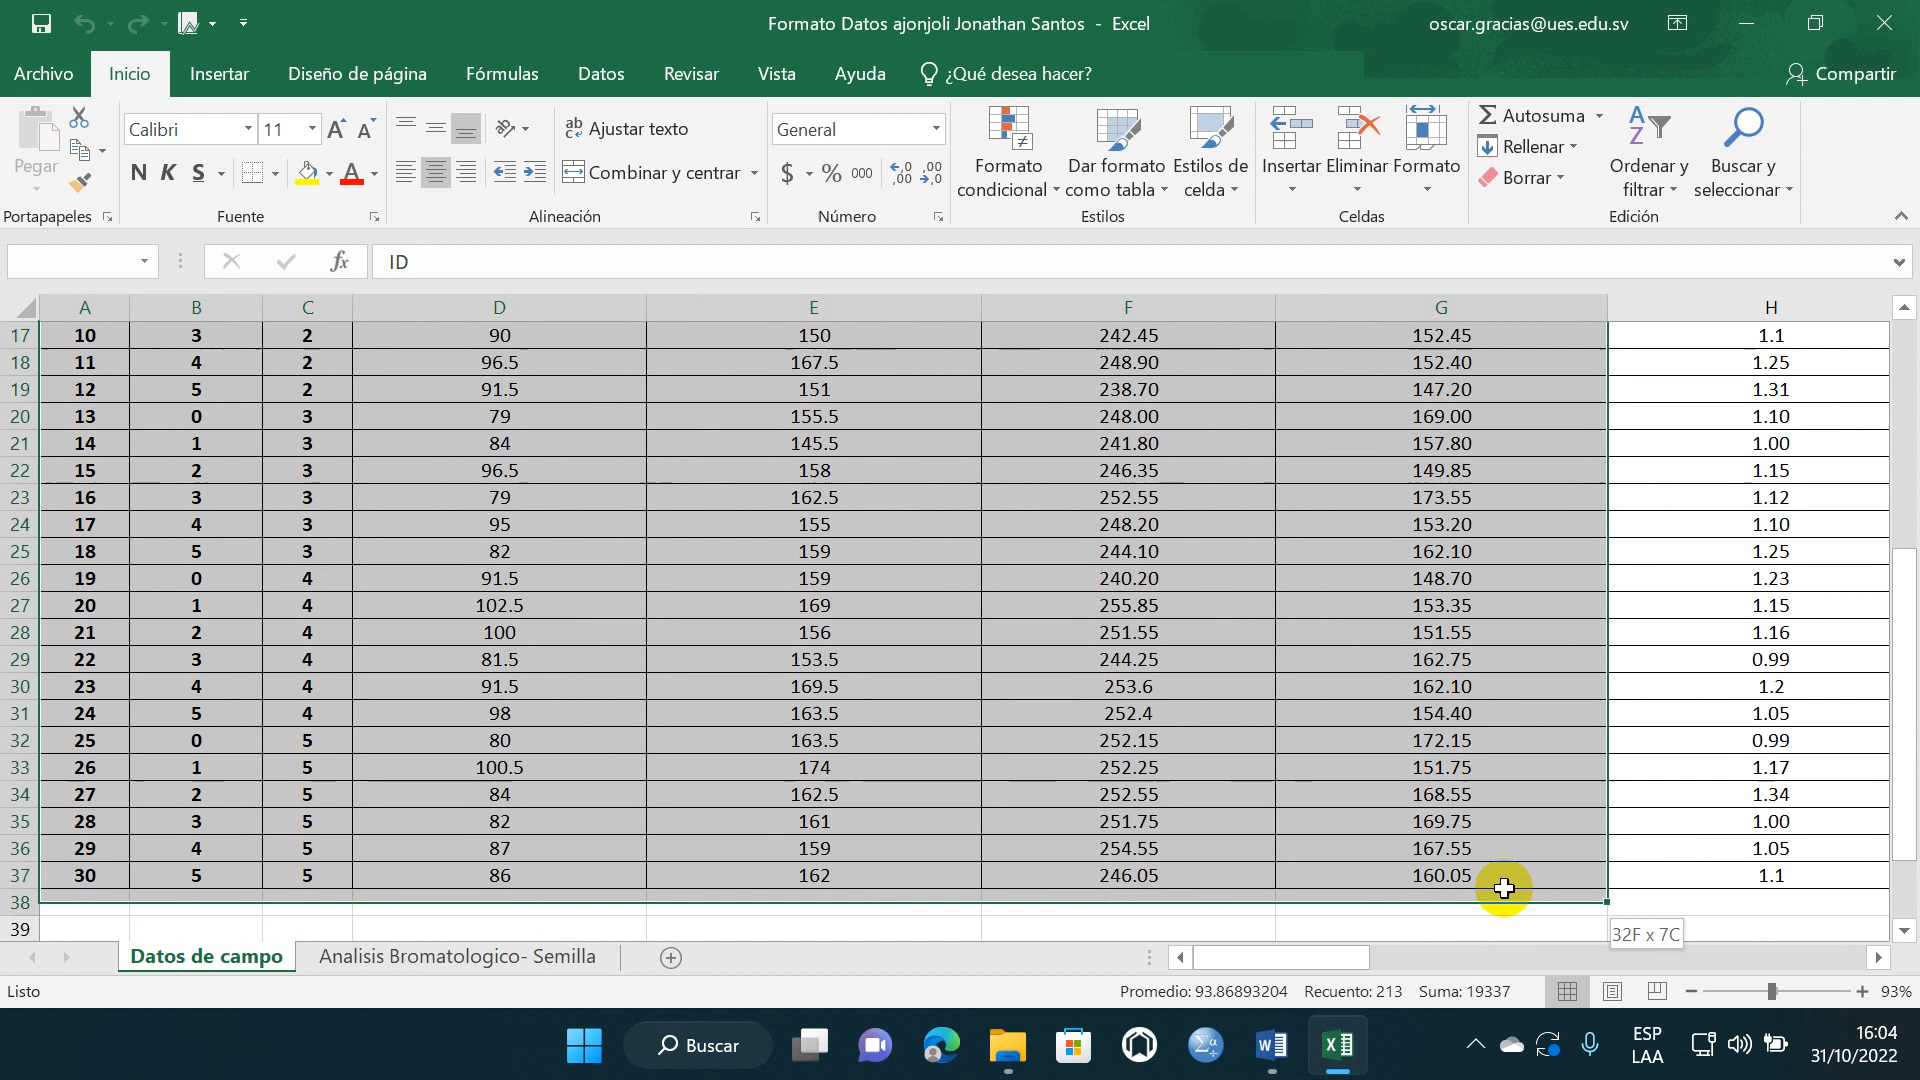 Formato Datos ajonjoli Jonathan Santos - Excel
oscar.gracias@ues.edu.sv
Archivo Inicio Insertar Diseño de página Fórmulas Datos Revisar Vista Ayuda ¿Qué desea hacer? Compartir
Pegar
Calibri 11
N K S
Ajustar texto
Combinar y centrar
General
$ % 000
Formato condicional
Dar formato como tabla
Estilos de celda
Insertar Eliminar Formato
Autosuma
Rellenar
Borrar
Ordenar y filtrar
Buscar y seleccionar
Portapapeles Fuente Alineación Número Estilos Celdas Edición
fx ID
A B C D E F G H
17 10 3 2 90 150 242.45 152.45 1.1
18 11 4 2 96.5 167.5 248.90 152.40 1.25
19 12 5 2 91.5 151 238.70 147.20 1.31
20 13 0 3 79 155.5 248.00 169.00 1.10
21 14 1 3 84 145.5 241.80 157.80 1.00
22 15 2 3 96.5 158 246.35 149.85 1.15
23 16 3 3 79 162.5 252.55 173.55 1.12
24 17 4 3 95 155 248.20 153.20 1.10
25 18 5 3 82 159 244.10 162.10 1.25
26 19 0 4 91.5 159 240.20 148.70 1.23
27 20 1 4 102.5 169 255.85 153.35 1.15
28 21 2 4 100 156 251.55 151.55 1.16
29 22 3 4 81.5 153.5 244.25 162.75 0.99
30 23 4 4 91.5 169.5 253.6 162.10 1.2
31 24 5 4 98 163.5 252.4 154.40 1.05
32 25 0 5 80 163.5 252.15 172.15 0.99
33 26 1 5 100.5 174 252.25 151.75 1.17
34 27 2 5 84 162.5 252.55 168.55 1.34
35 28 3 5 82 161 251.75 169.75 1.00
36 29 4 5 87 159 254.55 167.55 1.05
37 30 5 5 86 162 246.05 160.05 1.1
38
39
32F x 7C
Datos de campo Analisis Bromatologico- Semilla
Listo
Promedio: 93.86893204 Recuento: 213 Suma: 19337
93%
Buscar
ESP
LAA
16:04
31/10/2022